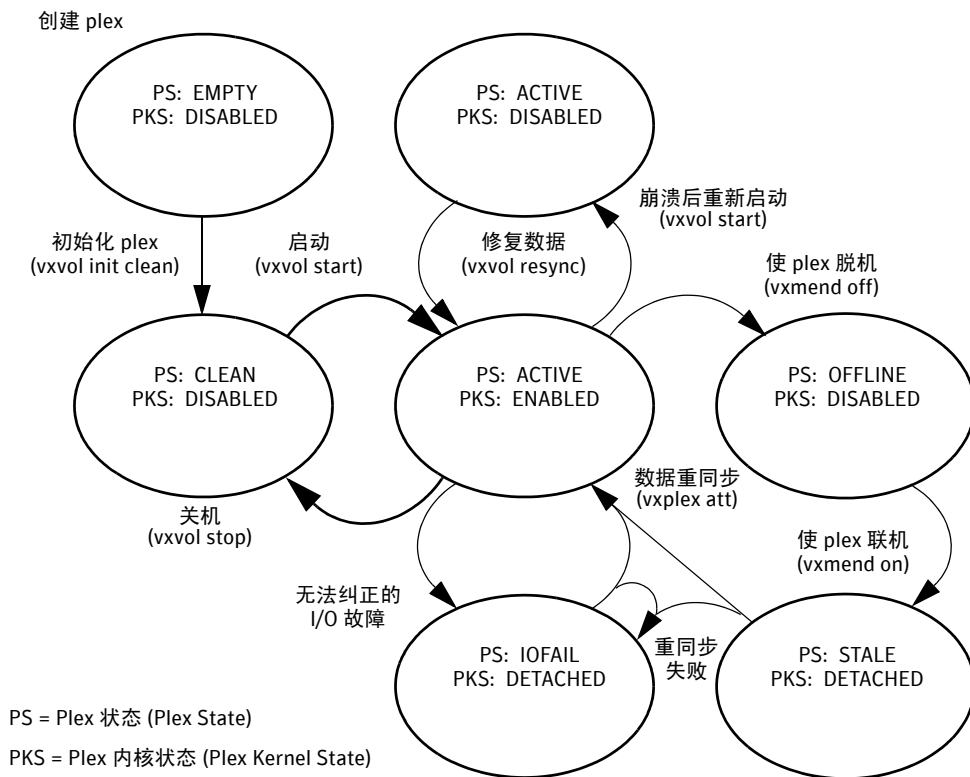 创建 plex
PS: EMPTY
PKS: DISABLED
PS: ACTIVE
PKS: DISABLED
初始化 plex
(vxvol init clean)
启动
(vxvol start)
修复数据
(vxvol resync)
崩溃后重新启动
(vxvol start)
使 plex 脱机
(vxmend off)
PS: CLEAN
PKS: DISABLED
PS: ACTIVE
PKS: ENABLED
PS: OFFLINE
PKS: DISABLED
关机
(vxvol stop)
数据重同步
(vxplex att)
使 plex 联机
(vxmend on)
无法纠正的
I/O 故障
PS: IOFAIL
PKS: DETACHED
重同步
失败
PS: STALE
PKS: DETACHED
PS = Plex 状态 (Plex State)
PKS = Plex 内核状态 (Plex Kernel State)